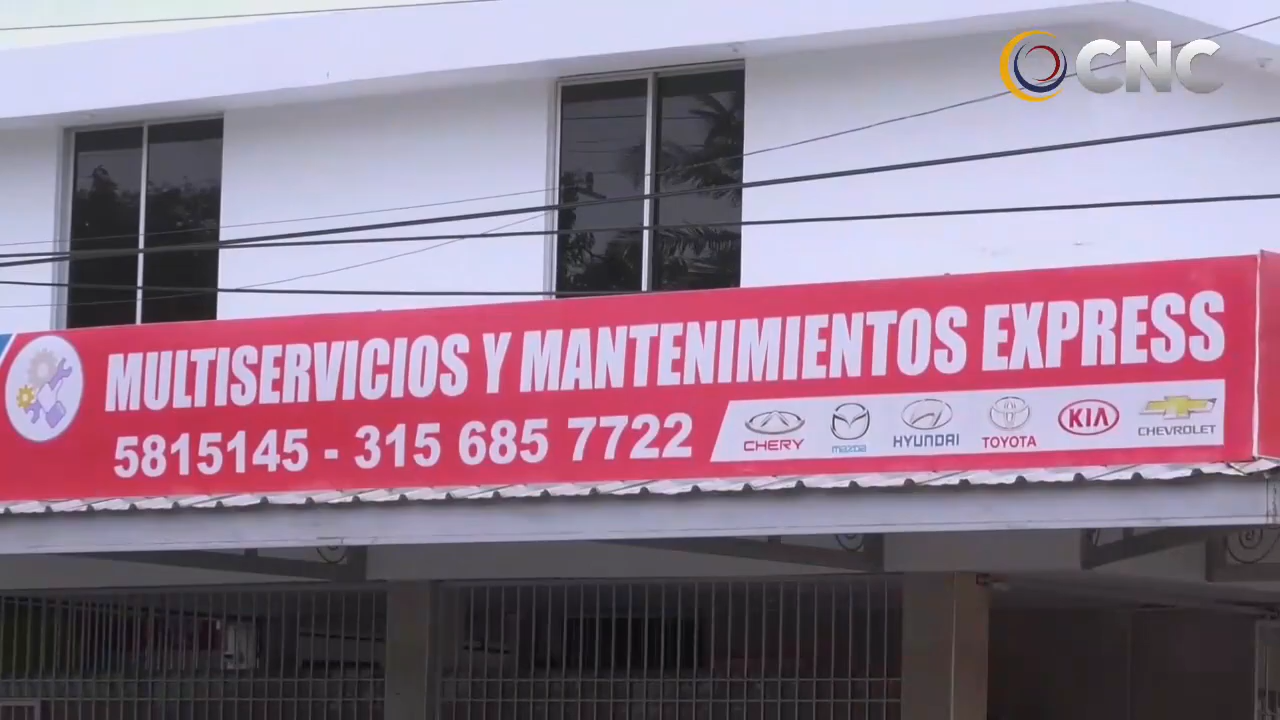 CNC
MULTISERVICIOS Y MANTENIMIENTOS EXPRESS
5815145 - 315 685 7722
CHERY mazda HYUNDAI TOYOTA KIA CHEVROLET